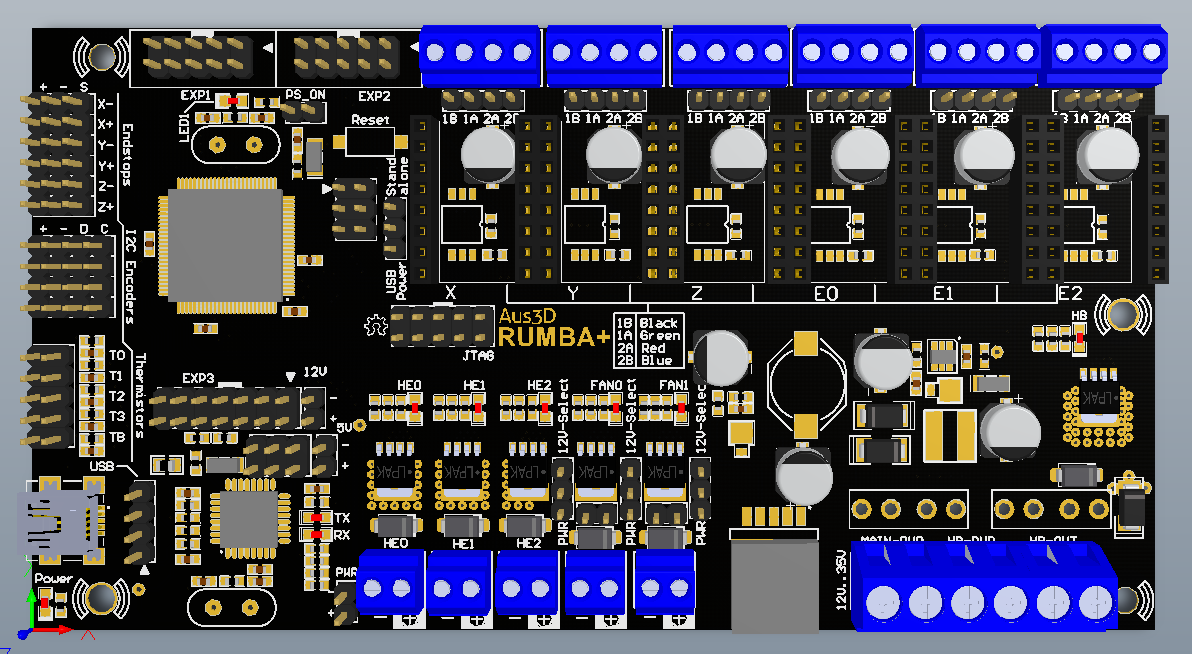 EXP1
PS_ON
EXP2
+ - S
X-
X+
Y-
Y+
Z-
Z+
Endstops
LED1
Reset
Stand
alone
USB
Power
1B 1A 2A 2B
1B 1A 2A 2B
1B 1A 2A 2B
1B 1A 2A 2B
1B 1A 2A 2B
1A 2A 2B
X
Y
Z
E0
E1
E2
+ - D C
I2C Encoders
Aus3D
RUMBA+
JTAG
1B Black
1A Green
2A Red
2B Blue
HB
T0
T1
T2
T3
TB
Thermistors
EXP3
12V
-
+
5V
-
+
HE0
HE1
HE2
FAN0
FAN1
12V-Select
12V-Select
12V-Select
LPAK
LPAK
LPAK
LPAK
LPAK
LPAK
USB
TX
RX
PWR
PWR
PWR
HE0
HE1
HE2
PWR
+
Power
MAIN-PWR
HB-PWR
HB-OUT
12V..35V